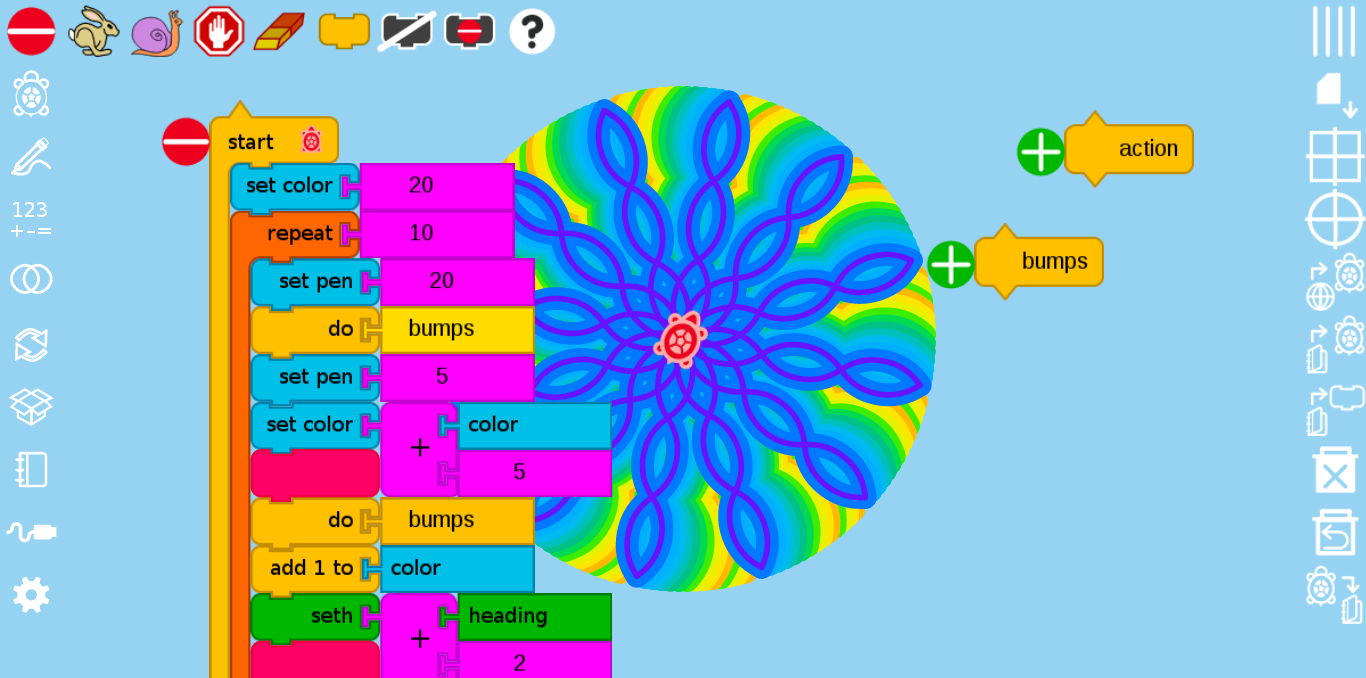 ?
123
+-=
start
set color 20
repeat 10
set pen 20
do bumps
set pen 5
set color + color
5
do bumps
add 1 to color
seth + heading
2
action
bumps